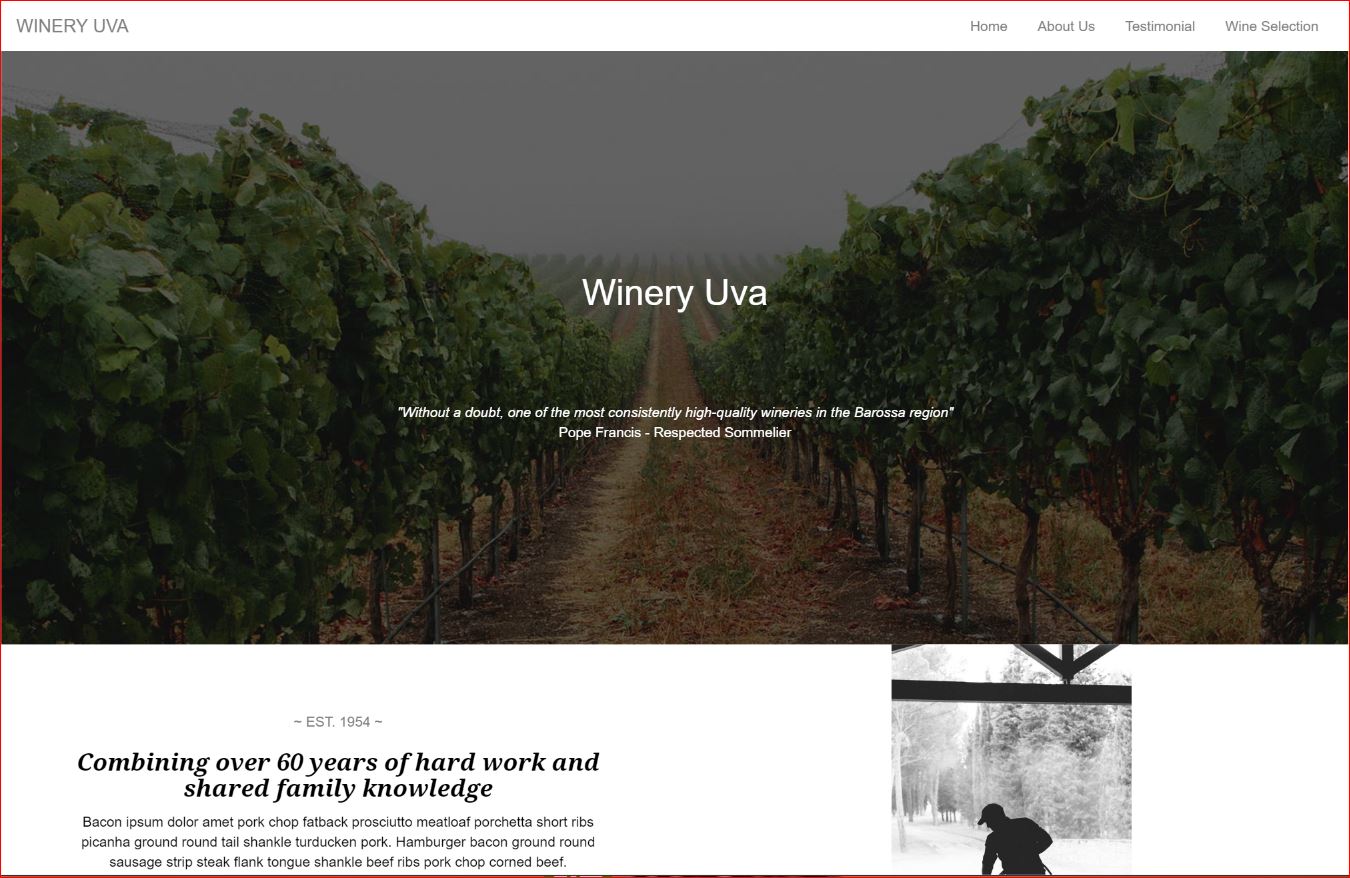 WINERY UVA
Home About Us Testimonial Wine Selection
Winery Uva
"Without a doubt, one of the most consistently high-quality wineries in the Barossa region"
Pope Francis - Respected Sommelier
~ EST. 1954 ~
Combining over 60 years of hard work and
shared family knowledge
Bacon ipsum dolor amet pork chop fatback prosciutto meatloaf porchetta short ribs
picanha ground round tail shankle turducken pork. Hamburger bacon ground round
sausage strip steak flank tongue shankle beef ribs pork chop corned beef.